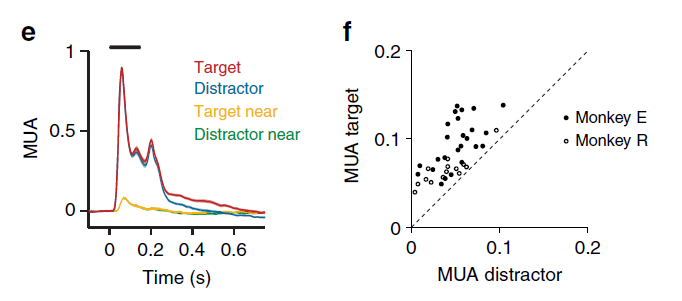 e
MUA
1
0.5
0
Target
Distractor
Target near
Distractor near
0 0.2 0.4 0.6
Time (s)
f
MUA target
0.2
0.1
0
Monkey E
Monkey R
0 0.1 0.2
MUA distractor